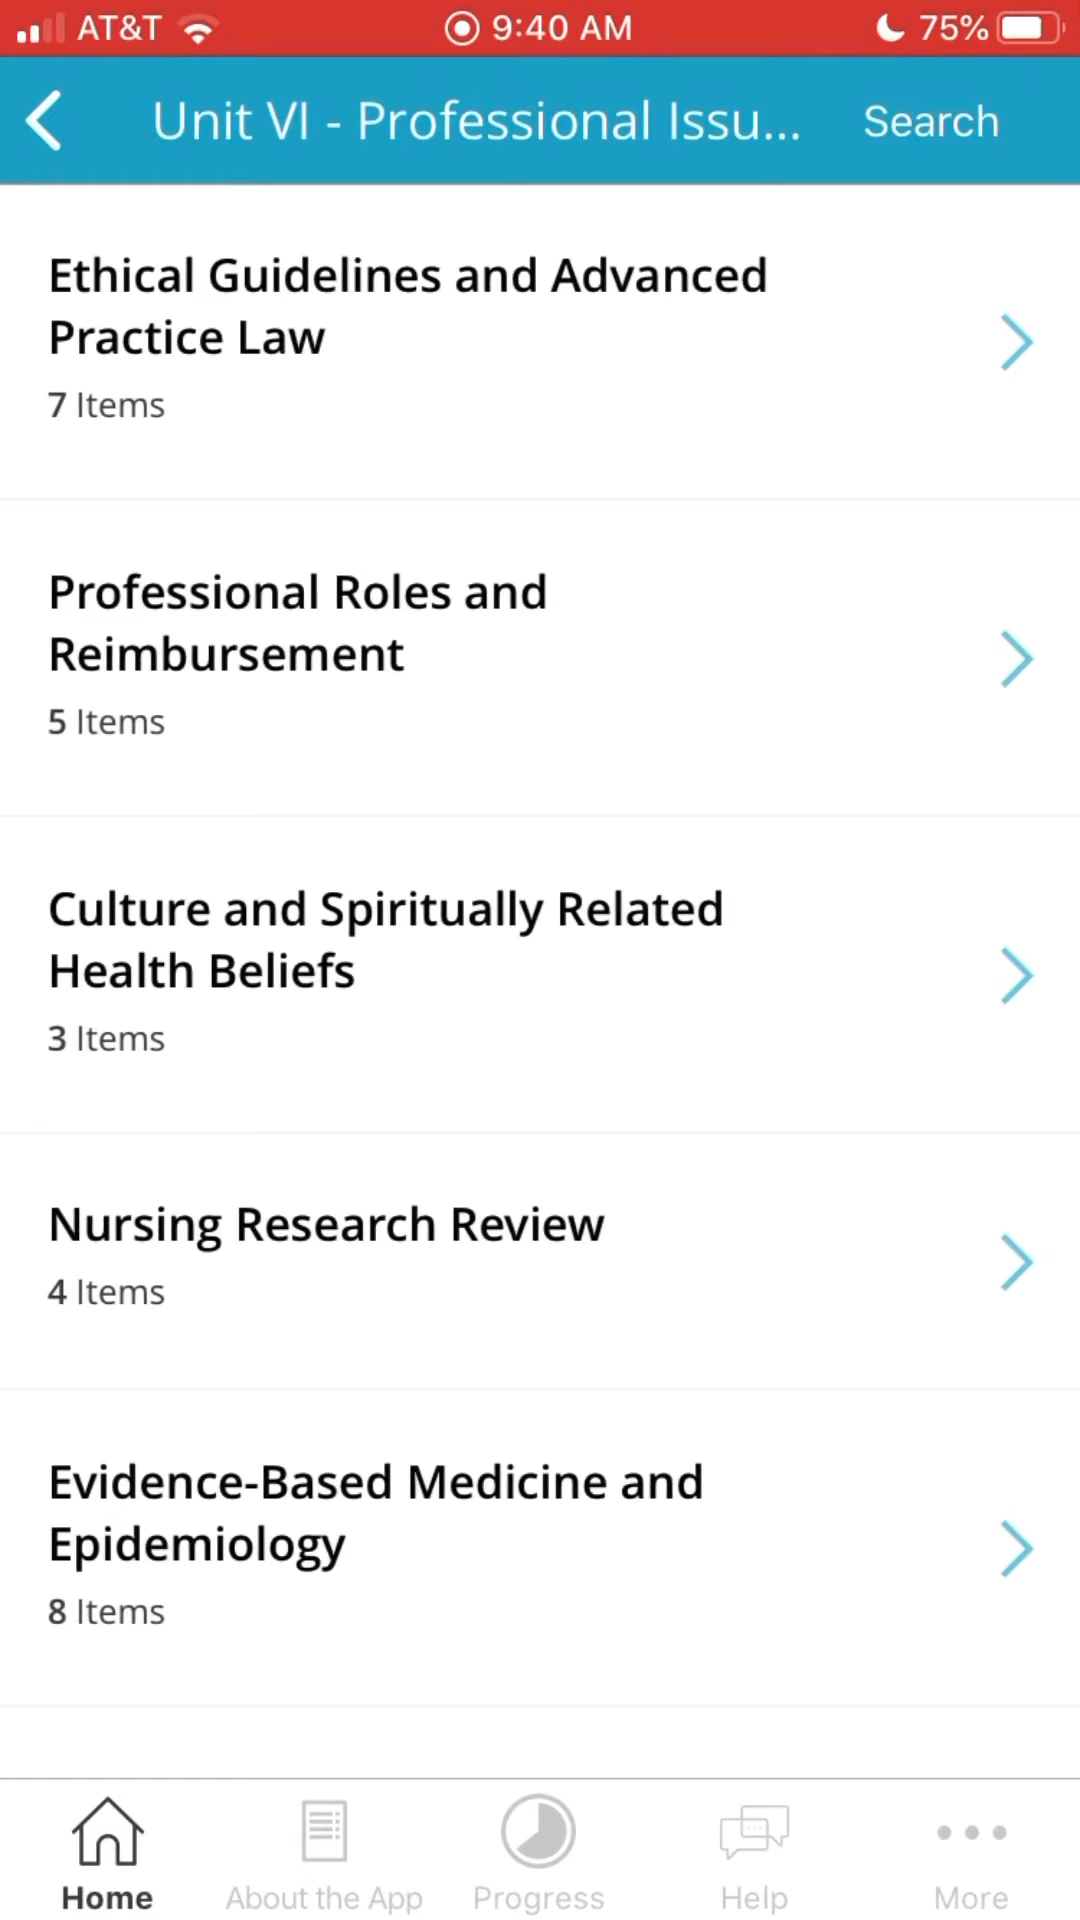 AT&T 9:40 AM 75%
Unit VI - Professional Issu... Search
Ethical Guidelines and Advanced
Practice Law
7 Items
Professional Roles and
Reimbursement
5 Items
Culture and Spiritually Related
Health Beliefs
3 Items
Nursing Research Review
4 Items
Evidence-Based Medicine and
Epidemiology
8 Items
Home About the App Progress Help More